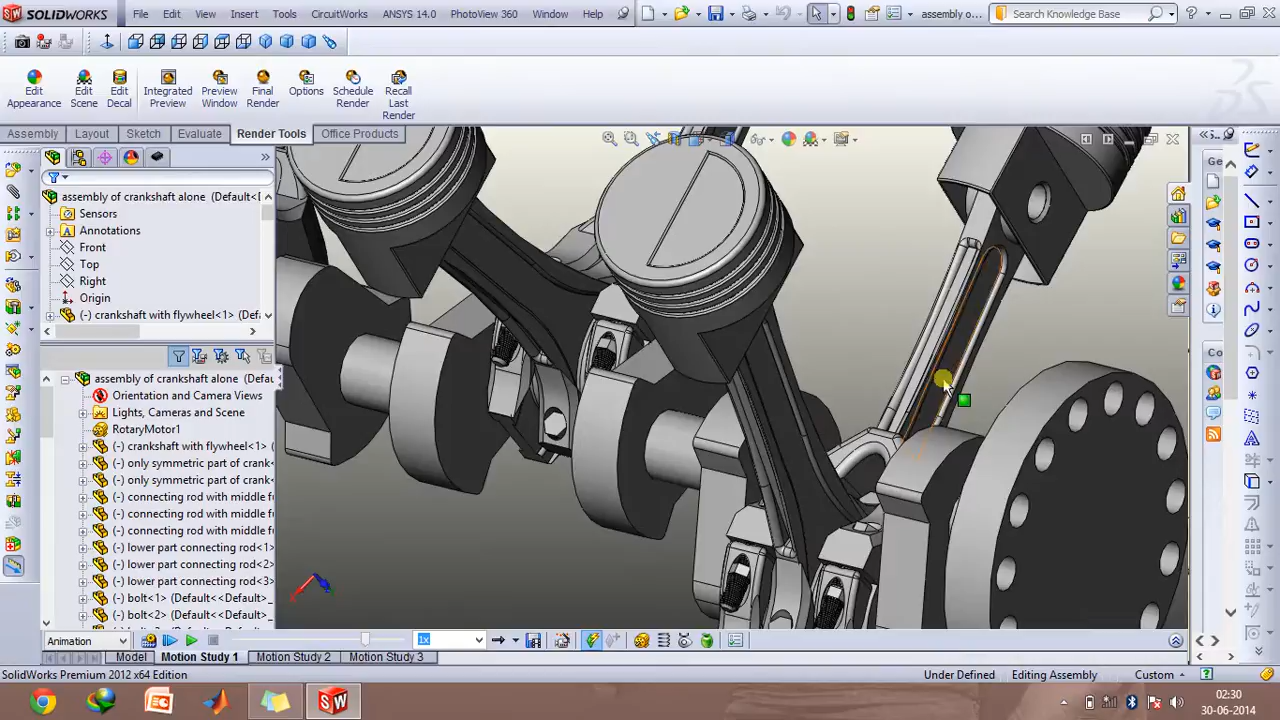 SOLIDWORKS File Edit View Insert Tools CircuitWorks ANSYS 14.0 PhotoView 360 Window Help assembly o... Search Knowledge Base
Edit Appearance
Edit Scene
Edit Decal
Integrated Preview
Preview Window
Final Render
Options
Schedule Render
Recall Last Render
Assembly Layout Sketch Evaluate Render Tools Office Products
assembly of crankshaft alone (Default<D
Sensors
Annotations
Front
Top
Right
Origin
(-) crankshaft with flywheel<1> (Def
assembly of crankshaft alone (Defau
Orientation and Camera Views
Lights, Cameras and Scene
RotaryMotor1
(-) crankshaft with flywheel<1> (
(-) only symmetric part of crank
(-) only symmetric part of crank
(-) connecting rod with middle f
(-) connecting rod with middle f
(-) connecting rod with middle f
(-) lower part connecting rod<1
(-) lower part connecting rod<2
(-) lower part connecting rod<3
(-) bolt<1> (Default<<Default>_
(-) bolt<2> (Default<<Default>_
Ge
Co
Animation 1x
Model Motion Study 1 Motion Study 2 Motion Study 3
SolidWorks Premium 2012 x64 Edition Under Defined Editing Assembly Custom
02:30
30-06-2014